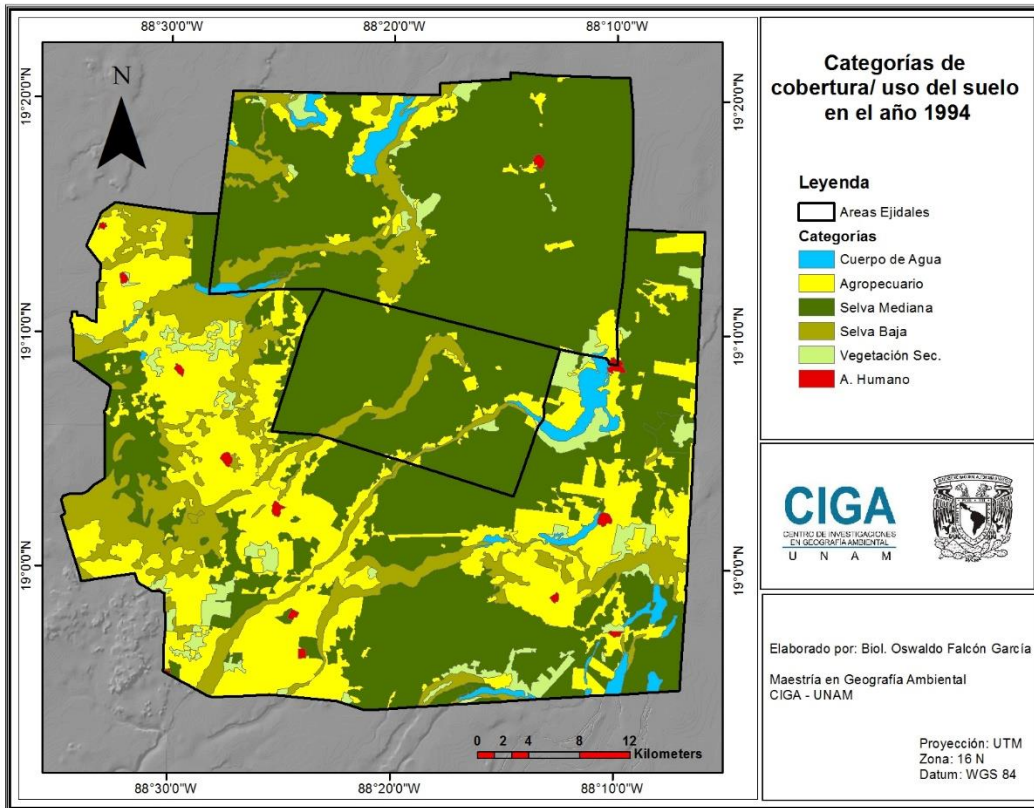 88°30'0"W 88°20'0"W 88°10'0"W
19°20'0"N 19°20'0"N
19°10'0"N 19°10'0"N
19°0'0"N 19°0'0"N
N
0 2 4 8 12
Kilometers
88°30'0"W 88°20'0"W 88°10'0"W
Categorías de
cobertura/ uso del suelo
en el año 1994
Leyenda
Areas Ejidales
Categorías
Cuerpo de Agua
Agropecuario
Selva Mediana
Selva Baja
Vegetación Sec.
A. Humano
CIGA
CENTRO DE INVESTIGACIONES
EN GEOGRAFÍA AMBIENTAL
U N A M
Elaborado por: Biol. Oswaldo Falcón García
Maestría en Geografía Ambiental
CIGA - UNAM
Proyección: UTM
Zona: 16 N
Datum: WGS 84